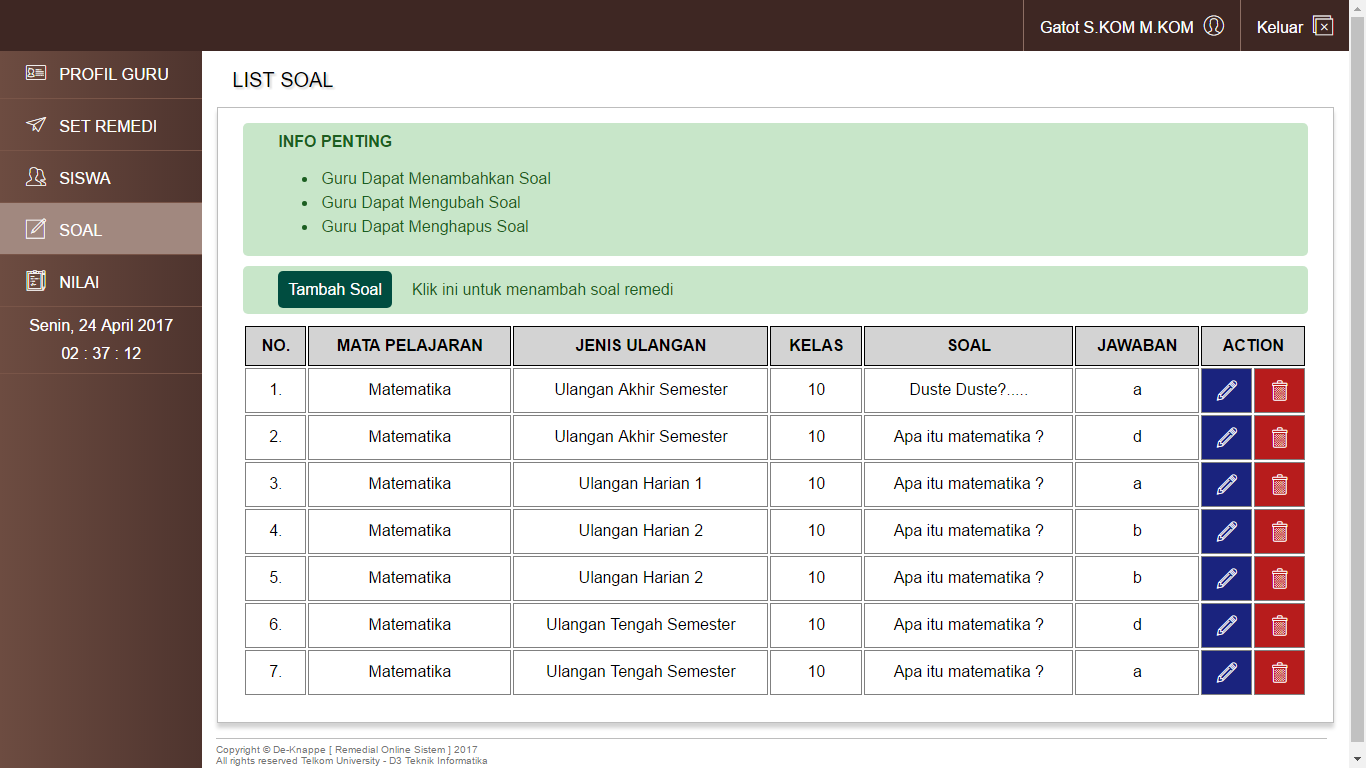 Gatot S.KOM M.KOM Keluar
PROFIL GURU
SET REMEDI
SISWA
SOAL
NILAI
Senin, 24 April 2017
02 : 37 : 12
LIST SOAL
INFO PENTING
Guru Dapat Menambahkan Soal
Guru Dapat Mengubah Soal
Guru Dapat Menghapus Soal
Tambah Soal Klik ini untuk menambah soal remedi
NO. MATA PELAJARAN JENIS ULANGAN KELAS SOAL JAWABAN ACTION
1. Matematika Ulangan Akhir Semester 10 Duste Duste?..... a
2. Matematika Ulangan Akhir Semester 10 Apa itu matematika ? d
3. Matematika Ulangan Harian 1 10 Apa itu matematika ? a
4. Matematika Ulangan Harian 2 10 Apa itu matematika ? b
5. Matematika Ulangan Harian 2 10 Apa itu matematika ? b
6. Matematika Ulangan Tengah Semester 10 Apa itu matematika ? d
7. Matematika Ulangan Tengah Semester 10 Apa itu matematika ? a
Copyright © De-Knappe [ Remedial Online Sistem ] 2017
All rights reserved Telkom University - D3 Teknik Informatika